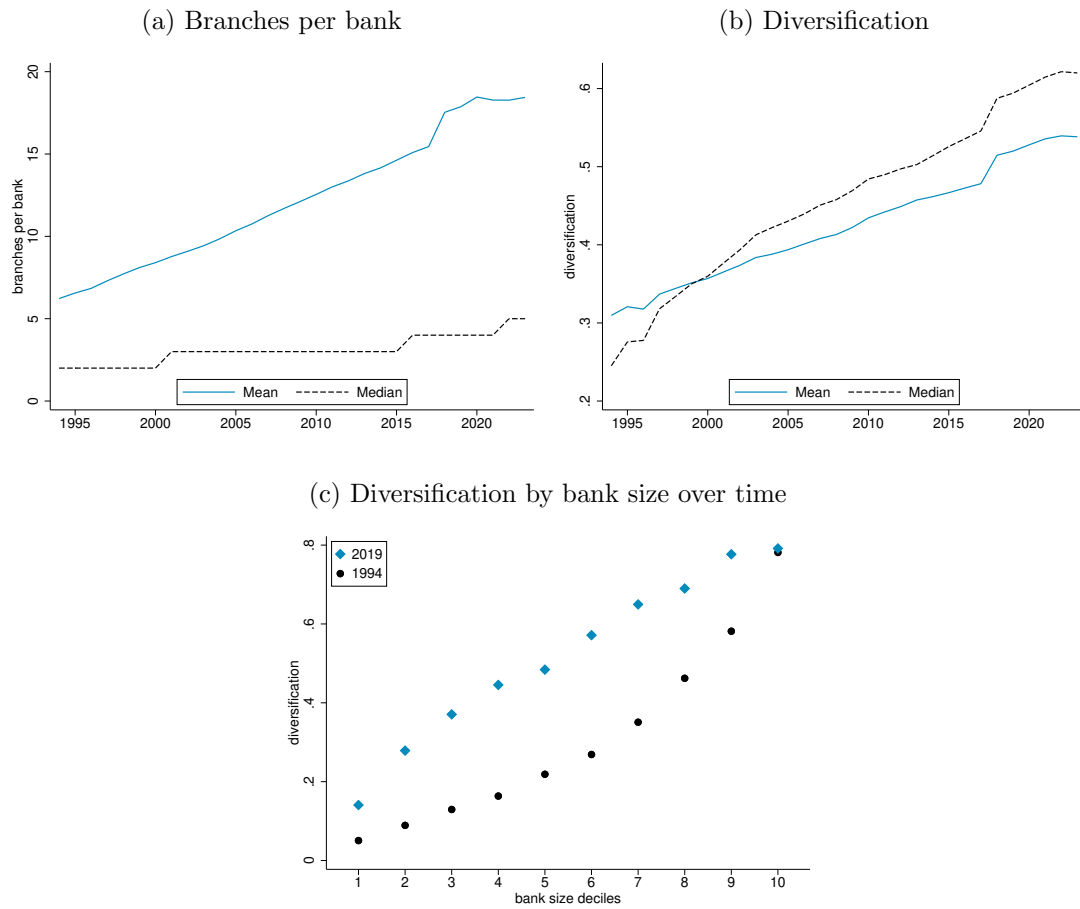 (a) Branches per bank
branches per bank
20
15
10
5
0
1995 2000 2005 2010 2015 2020
Mean Median
(b) Diversification
diversification
.6
.5
.4
.3
.2
1995 2000 2005 2010 2015 2020
Mean Median
(c) Diversification by bank size over time
diversification
.8
.6
.4
.2
0
2019
1994
1 2 3 4 5 6 7 8 9 10
bank size deciles